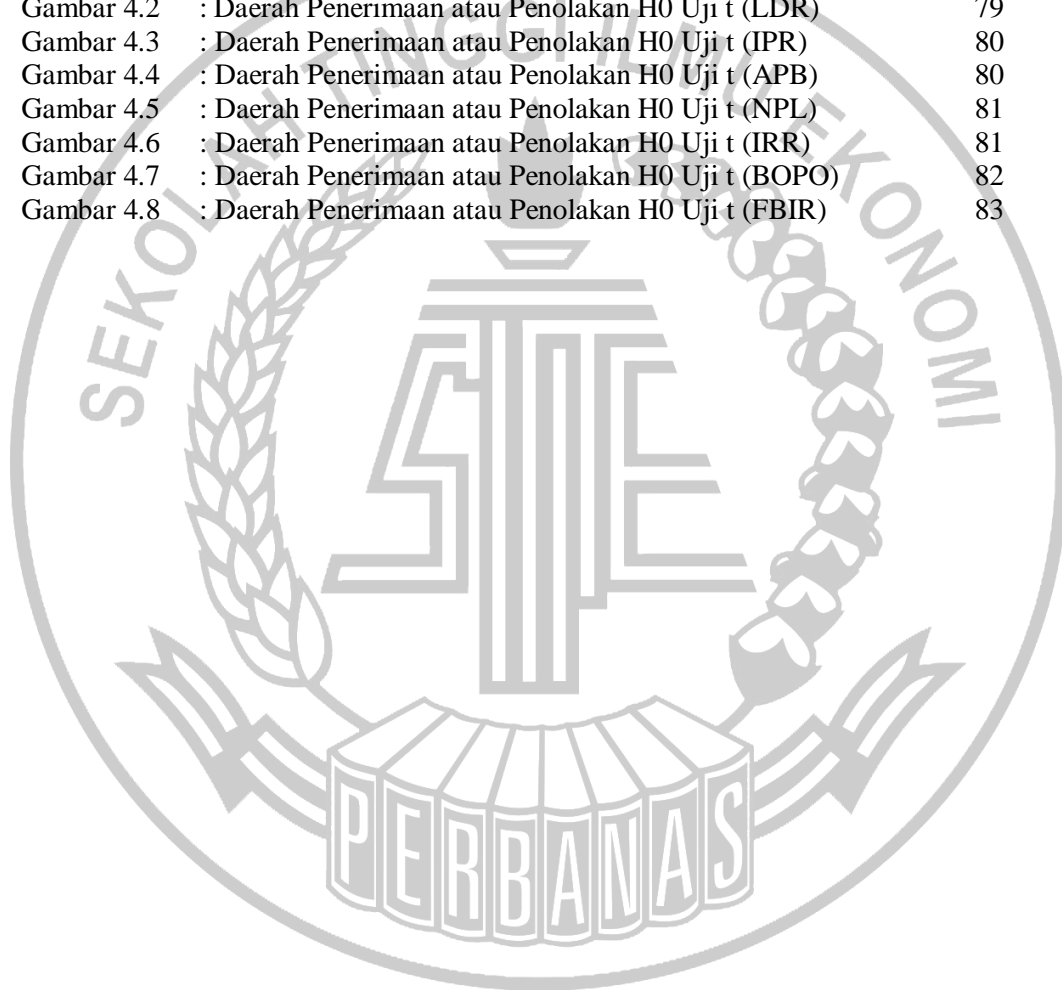 Gambar 4.2 : Daerah Penerimaan atau Penolakan H0 Uji t (LDR) 79
Gambar 4.3 : Daerah Penerimaan atau Penolakan H0 Uji t (IPR) 80
Gambar 4.4 : Daerah Penerimaan atau Penolakan H0 Uji t (APB) 80
Gambar 4.5 : Daerah Penerimaan atau Penolakan H0 Uji t (NPL) 81
Gambar 4.6 : Daerah Penerimaan atau Penolakan H0 Uji t (IRR) 81
Gambar 4.7 : Daerah Penerimaan atau Penolakan H0 Uji t (BOPO) 82
Gambar 4.8 : Daerah Penerimaan atau Penolakan H0 Uji t (FBIR) 83
SEKOLAH TINGGI ILMU EKONOMI
STIE
PERBANAS